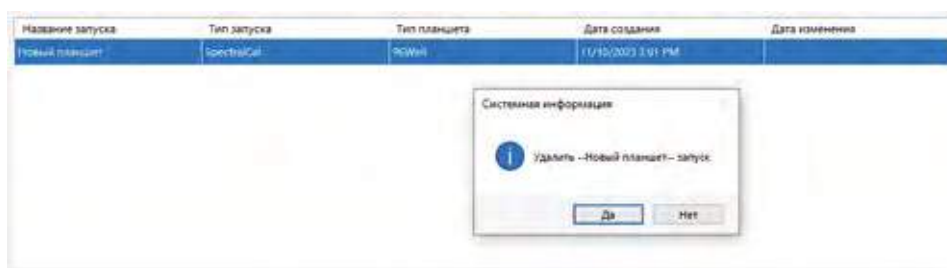 Название запуска Тип запуска Тип планшета Дата создания Дата изменения
Новый планшет SpectralCal 96Well 11/10/2023 3:01 PM
Системная информация
Удалить --Новый планшет-- запуск
Да Нет